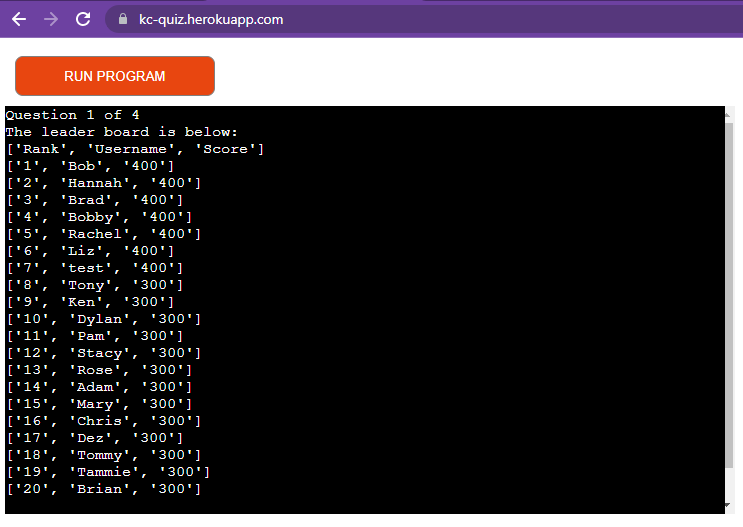 kc-quiz.herokuapp.com
RUN PROGRAM
Question 1 of 4
The leader board is below:
['Rank', 'Username', 'Score']
['1', 'Bob', '400']
['2', 'Hannah', '400']
['3', 'Brad', '400']
['4', 'Bobby', '400']
['5', 'Rachel', '400']
['6', 'Liz', '400']
['7', 'test', '400']
['8', 'Tony', '300']
['9', 'Ken', '300']
['10', 'Dylan', '300']
['11', 'Pam', '300']
['12', 'Stacy', '300']
['13', 'Rose', '300']
['14', 'Adam', '300']
['15', 'Mary', '300']
['16', 'Chris', '300']
['17', 'Dez', '300']
['18', 'Tommy', '300']
['19', 'Tammie', '300']
['20', 'Brian', '300']